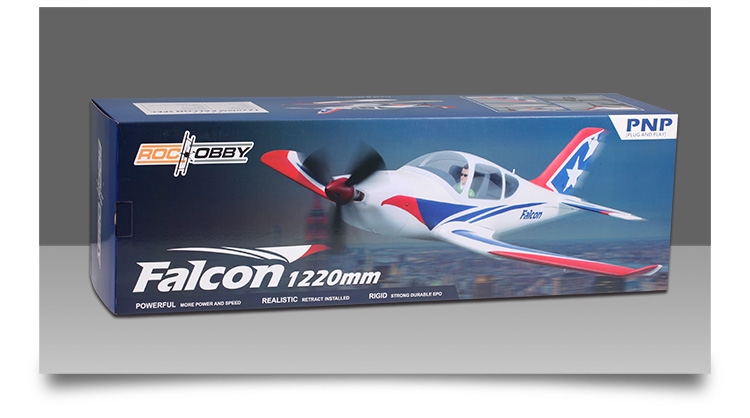 PNP
(PLUG AND PLAY)
ROCHOBBY
Falcon
Falcon 1220mm
POWERFUL MORE POWER AND SPEED REALISTIC RETRACT INSTALLED RIGID STRONG DURABLE EPO